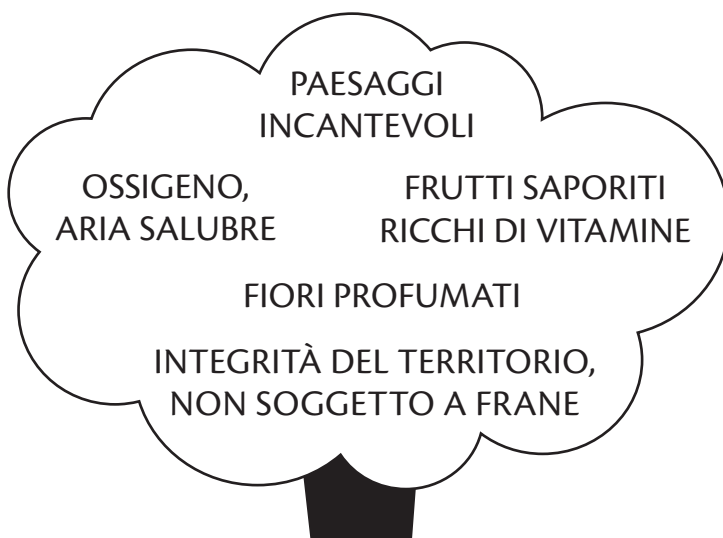 PAESAGGI
INCANTEVOLI
OSSIGENO,
ARIA SALUBRE
FRUTTI SAPORITI
RICCHI DI VITAMINE
FIORI PROFUMATI
INTEGRITÀ DEL TERRITORIO,
NON SOGGETTO A FRANE